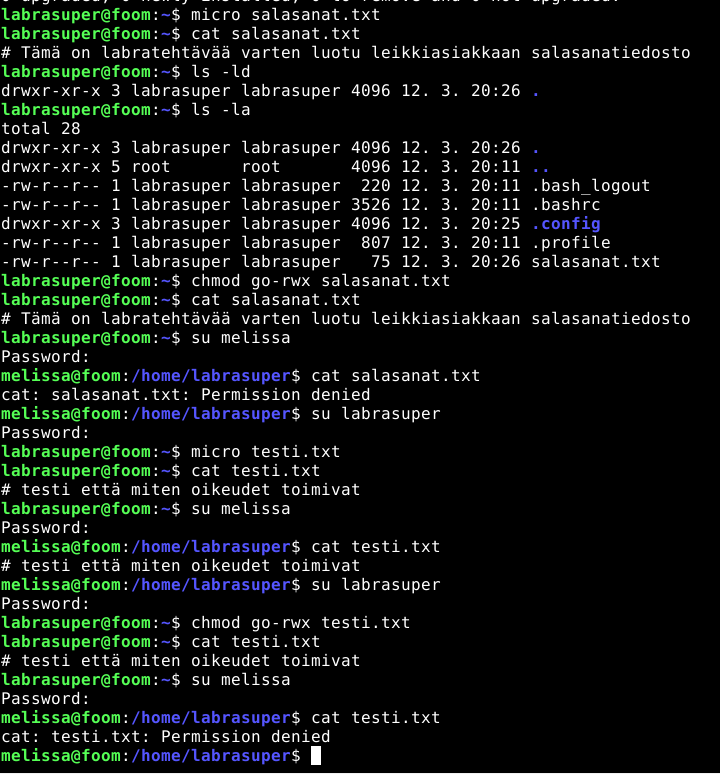 0 upgraded, 0 newly installed, 0 to remove and 0 not upgraded.
labrasuper@foom:~$ micro salasanat.txt
labrasuper@foom:~$ cat salasanat.txt
# Tämä on labratehtävää varten luotu leikkiasiakkaan salasanatiedosto
labrasuper@foom:~$ ls -ld
drwxr-xr-x 3 labrasuper labrasuper 4096 12. 3. 20:26 .
labrasuper@foom:~$ ls -la
total 28
drwxr-xr-x 3 labrasuper labrasuper 4096 12. 3. 20:26 .
drwxr-xr-x 5 root       root       4096 12. 3. 20:11 ..
-rw-r--r-- 1 labrasuper labrasuper  220 12. 3. 20:11 .bash_logout
-rw-r--r-- 1 labrasuper labrasuper 3526 12. 3. 20:11 .bashrc
drwxr-xr-x 3 labrasuper labrasuper 4096 12. 3. 20:25 .config
-rw-r--r-- 1 labrasuper labrasuper  807 12. 3. 20:11 .profile
-rw-r--r-- 1 labrasuper labrasuper   75 12. 3. 20:26 salasanat.txt
labrasuper@foom:~$ chmod go-rwx salasanat.txt
labrasuper@foom:~$ cat salasanat.txt
# Tämä on labratehtävää varten luotu leikkiasiakkaan salasanatiedosto
labrasuper@foom:~$ su melissa
Password:
melissa@foom:/home/labrasuper$ cat salasanat.txt
cat: salasanat.txt: Permission denied
melissa@foom:/home/labrasuper$ su labrasuper
Password:
labrasuper@foom:~$ micro testi.txt
labrasuper@foom:~$ cat testi.txt
# testi että miten oikeudet toimivat
labrasuper@foom:~$ su melissa
Password:
melissa@foom:/home/labrasuper$ cat testi.txt
# testi että miten oikeudet toimivat
melissa@foom:/home/labrasuper$ su labrasuper
Password:
labrasuper@foom:~$ chmod go-rwx testi.txt
labrasuper@foom:~$ cat testi.txt
# testi että miten oikeudet toimivat
labrasuper@foom:~$ su melissa
Password:
melissa@foom:/home/labrasuper$ cat testi.txt
cat: testi.txt: Permission denied
melissa@foom:/home/labrasuper$